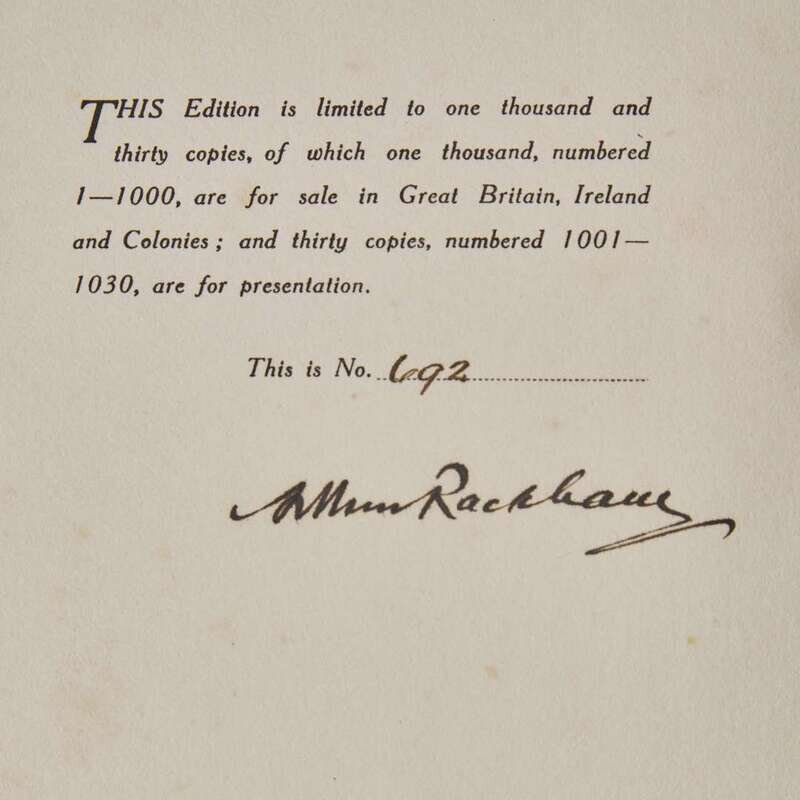 THIS Edition is limited to one thousand and
thirty copies, of which one thousand, numbered
1—1000, are for sale in Great Britain, Ireland
and Colonies ; and thirty copies, numbered 1001—
1030, are for presentation.
This is No. 692
Arthur Rackham